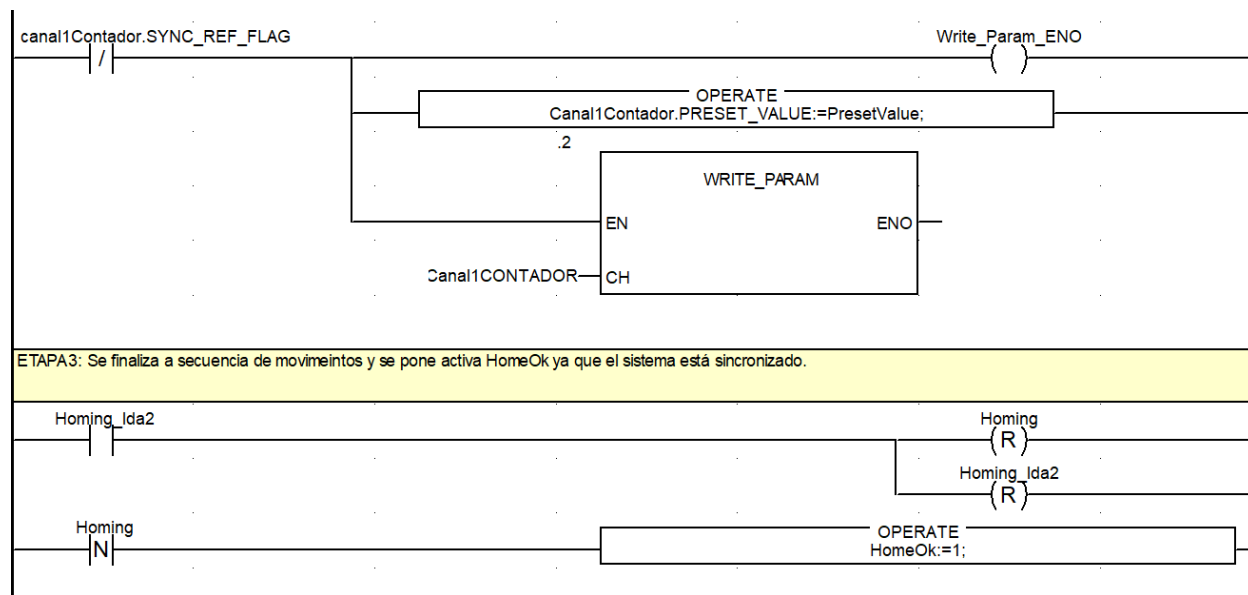 canal1Contador.SYNC_REF_FLAG
Write_Param_ENO
/
( )
OPERATE
Canal1Contador.PRESET_VALUE:=PresetValue;
.2
WRITE_PARAM
EN
ENO
Canal1CONTADOR
CH
ETAPA3: Se finaliza a secuencia de movimeintos y se pone activa HomeOk ya que el sistema está sincronizado.
Homing_Ida2
Homing
(R)
Homing_Ida2
(R)
Homing
N
OPERATE
HomeOk:=1;